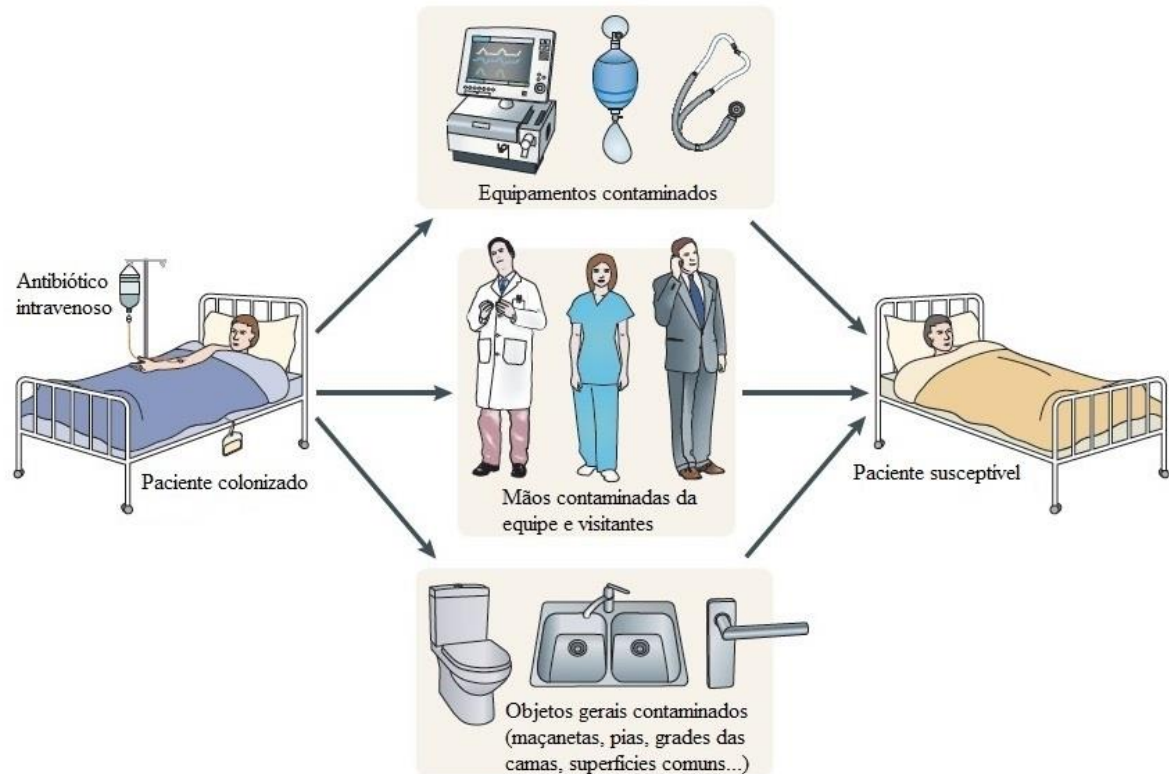 Equipamentos contaminados
Antibiótico
intravenoso
Paciente colonizado
Mãos contaminadas da
equipe e visitantes
Paciente susceptível
Objetos gerais contaminados
(maçanetas, pias, grades das
camas, superfícies comuns...)